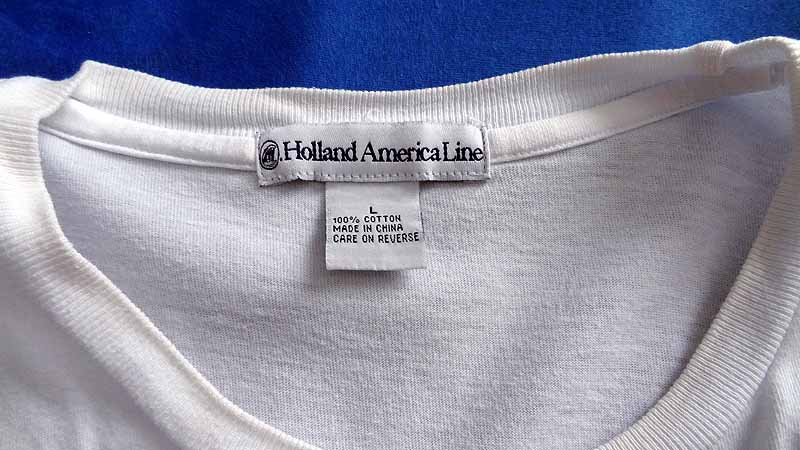 Holland America Line
L
100% COTTON
MADE IN CHINA
CARE ON REVERSE